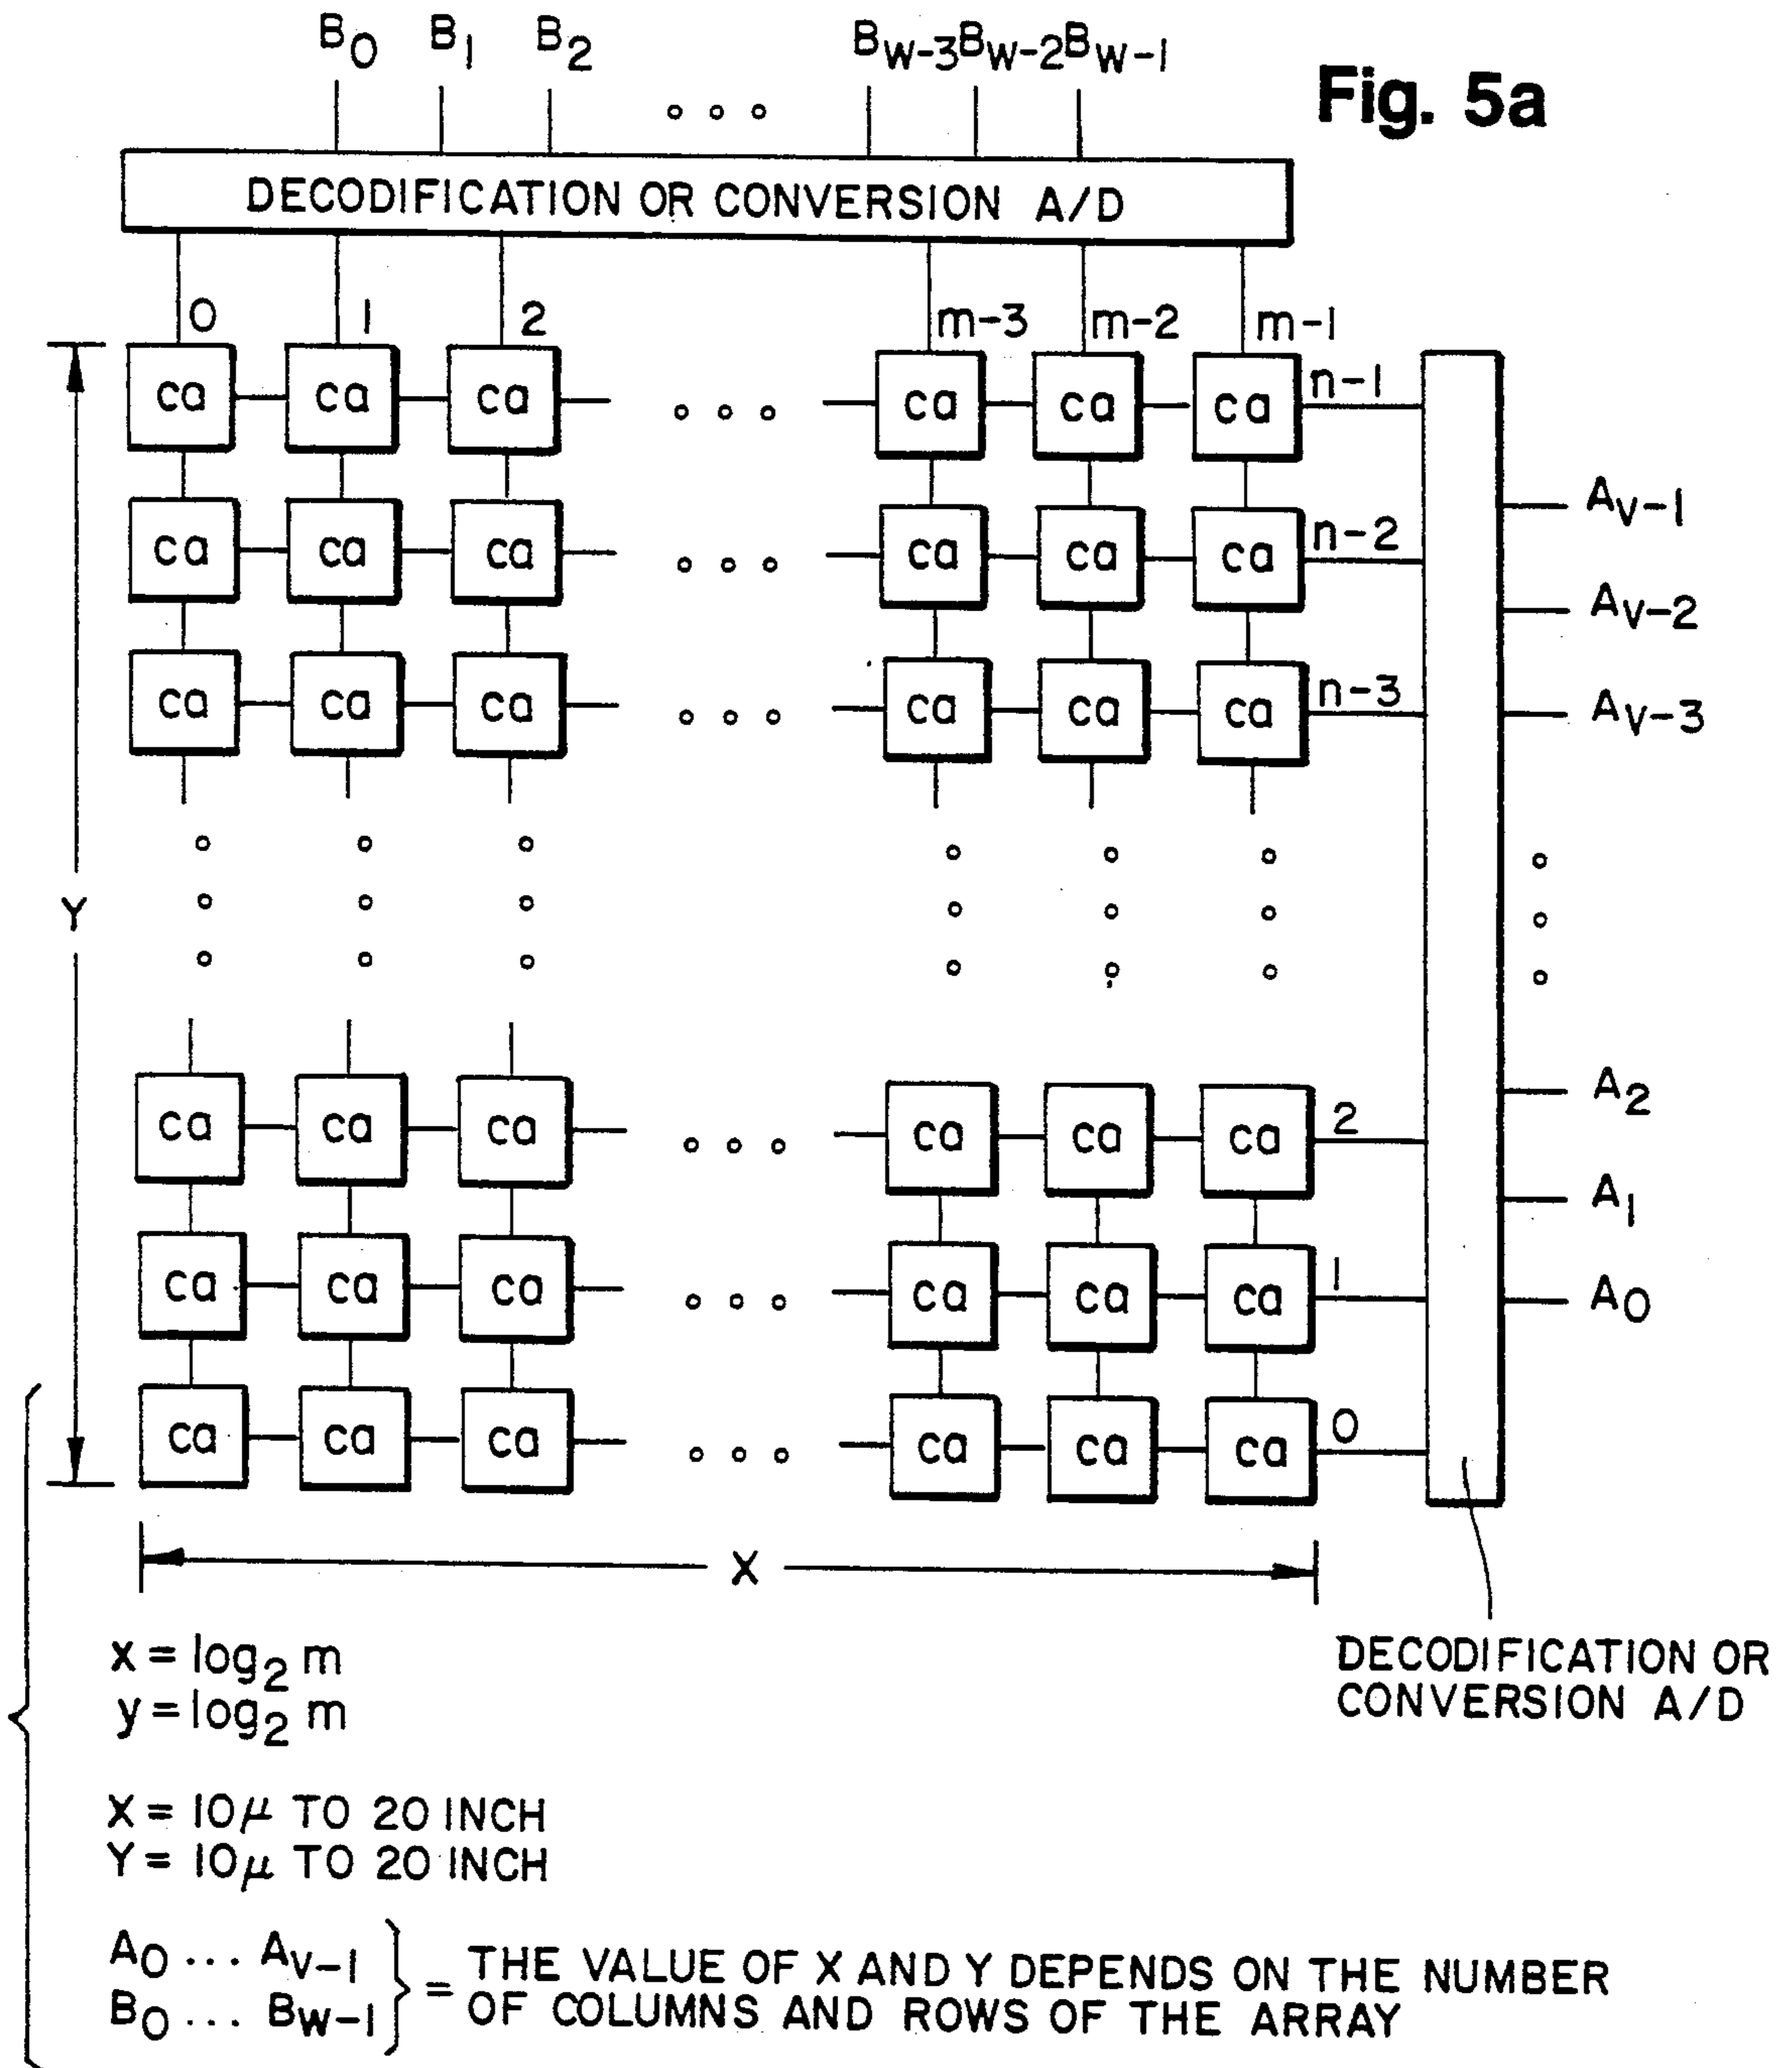 B0 B1 B2 BW-3 BW-2 BW-1
Fig. 5a
DECODIFICATION OR CONVERSION A/D
0 1 2 m-3 m-2 m-1
ca ca ca ca ca ca n-1
AV-1
ca ca ca ca ca ca n-2
AV-2
ca ca ca ca ca ca n-3
AV-3
Y
A2
ca ca ca ca ca ca 2
A1
ca ca ca ca ca ca 1
A0
ca ca ca ca ca ca 0
X
DECODIFICATION OR
CONVERSION A/D
x = log2 m
y = log2 m
X = 10μ TO 20 INCH
Y = 10μ TO 20 INCH
A0 ... AV-1
B0 ... BW-1
= THE VALUE OF X AND Y DEPENDS ON THE NUMBER
OF COLUMNS AND ROWS OF THE ARRAY